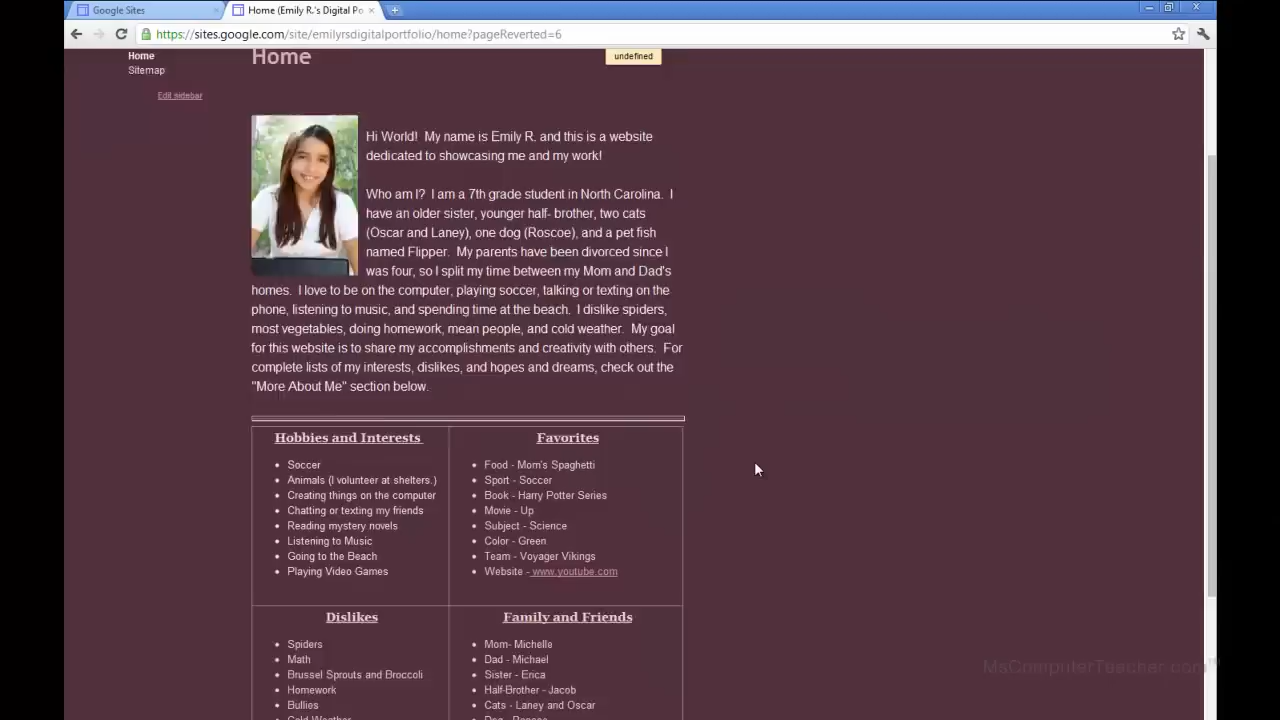 Google Sites
Home (Emily R.'s Digital Po
https://sites.google.com/site/emilyrsdigitalportfolio/home?pageReverted=6
Home
Sitemap
Edit sidebar
Home
undefined
Hi World! My name is Emily R. and this is a website
dedicated to showcasing me and my work!
Who am I? I am a 7th grade student in North Carolina. I
have an older sister, younger half- brother, two cats
(Oscar and Laney), one dog (Roscoe), and a pet fish
named Flipper. My parents have been divorced since I
was four, so I split my time between my Mom and Dad's
homes. I love to be on the computer, playing soccer, talking or texting on the
phone, listening to music, and spending time at the beach. I dislike spiders,
most vegetables, doing homework, mean people, and cold weather. My goal
for this website is to share my accomplishments and creativity with others. For
complete lists of my interests, dislikes, and hopes and dreams, check out the
"More About Me" section below.
Hobbies and Interests
Soccer
Animals (I volunteer at shelters.)
Creating things on the computer
Chatting or texting my friends
Reading mystery novels
Listening to Music
Going to the Beach
Playing Video Games
Favorites
Food - Mom's Spaghetti
Sport - Soccer
Book - Harry Potter Series
Movie - Up
Subject - Science
Color - Green
Team - Voyager Vikings
Website - www.youtube.com
Dislikes
Spiders
Math
Brussel Sprouts and Broccoli
Homework
Bullies
Cold Weather
Family and Friends
Mom- Michelle
Dad - Michael
Sister - Erica
Half-Brother - Jacob
Cats - Laney and Oscar
Dog - Roscoe
MsComputerTeacher.com™